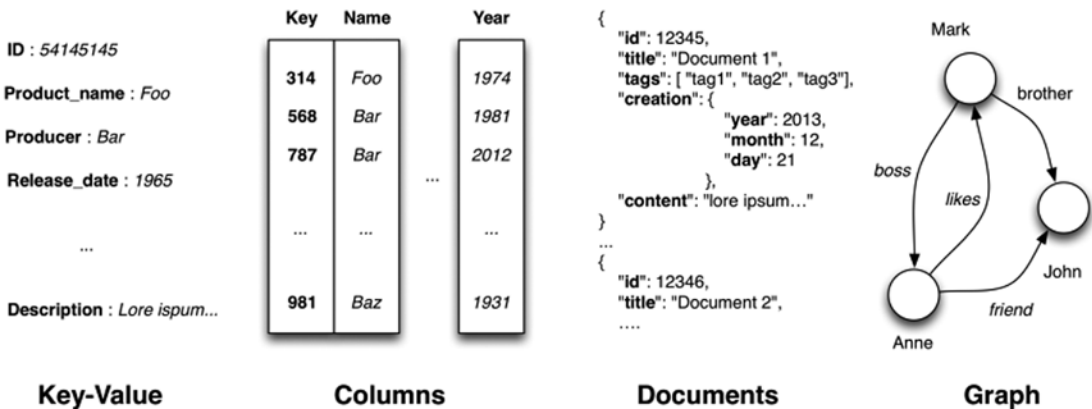 ID : 54145145
Product_name : Foo
Producer : Bar
Release_date : 1965
...
Description : Lore ispum...
Key-Value
Key Name Year
314 Foo 1974
568 Bar 1981
787 Bar 2012
...
... ... ...
981 Baz 1931
Columns
{
"id": 12345,
"title": "Document 1",
"tags": [ "tag1", "tag2", "tag3"],
"creation": {
"year": 2013,
"month": 12,
"day": 21
},
"content": "lore ipsum..."
}
...
{
"id": 12346,
"title": "Document 2",
....
Documents
Mark
brother
boss
likes
John
friend
Anne
Graph